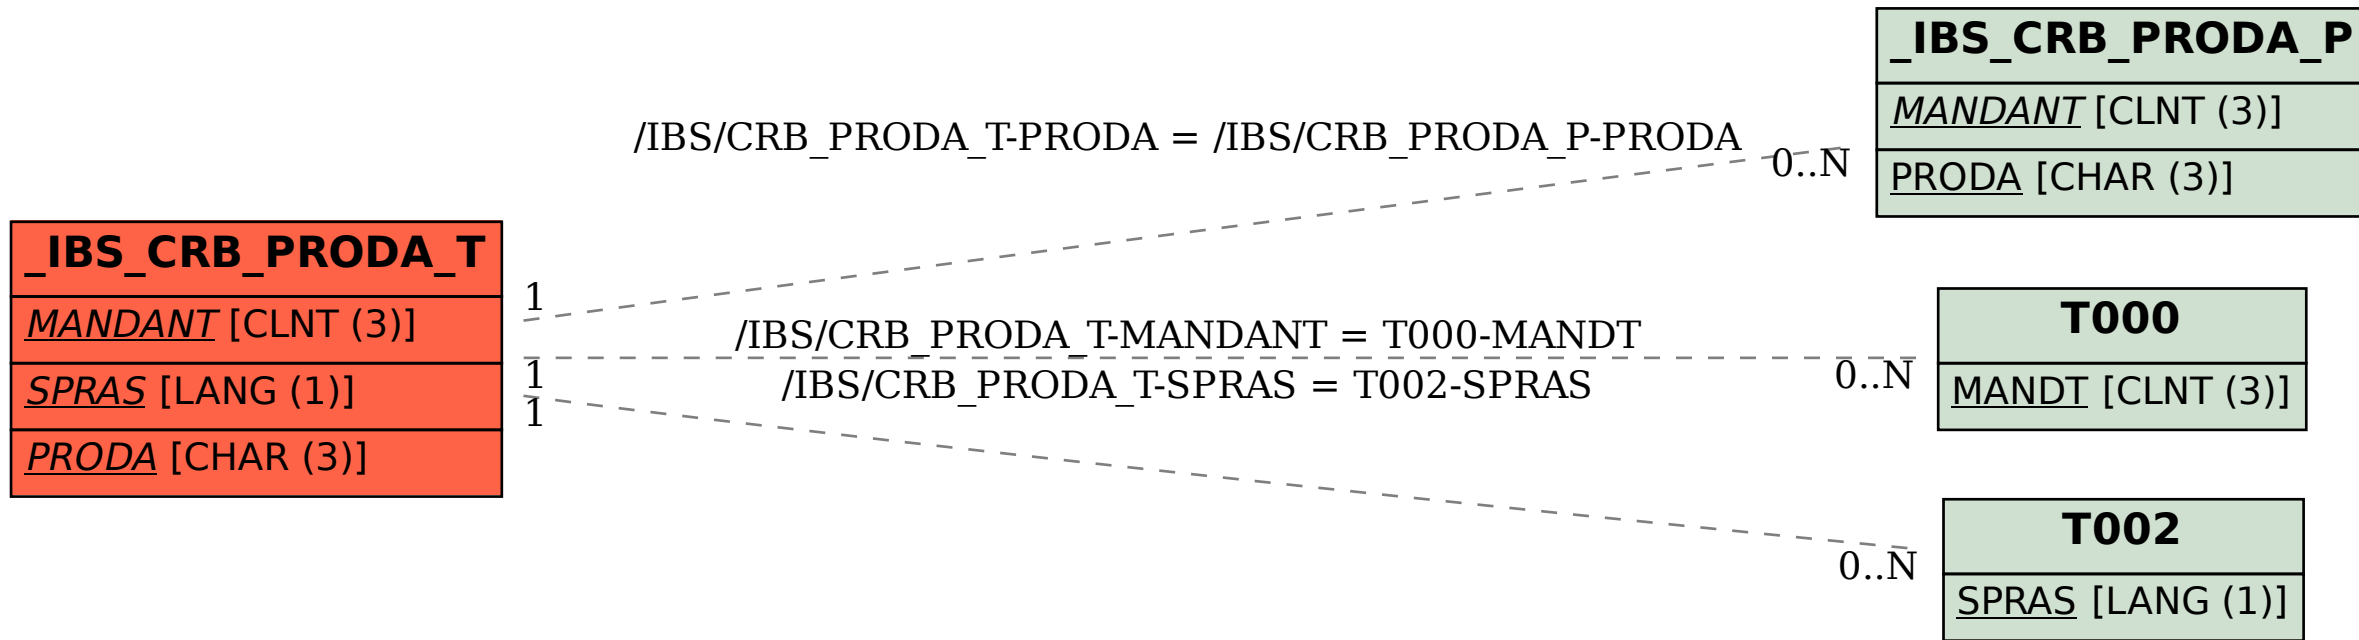 _IBS_CRB_PRODA_P
MANDANT [CLNT (3)]
PRODA [CHAR (3)]
/IBS/CRB_PRODA_T-PRODA = /IBS/CRB_PRODA_P-PRODA
0..N
_IBS_CRB_PRODA_T
MANDANT [CLNT (3)]
SPRAS [LANG (1)]
PRODA [CHAR (3)]
1
/IBS/CRB_PRODA_T-MANDANT = T000-MANDT
1
0..N
/IBS/CRB_PRODA_T-SPRAS = T002-SPRAS
1
T000
MANDT [CLNT (3)]
0..N
T002
SPRAS [LANG (1)]